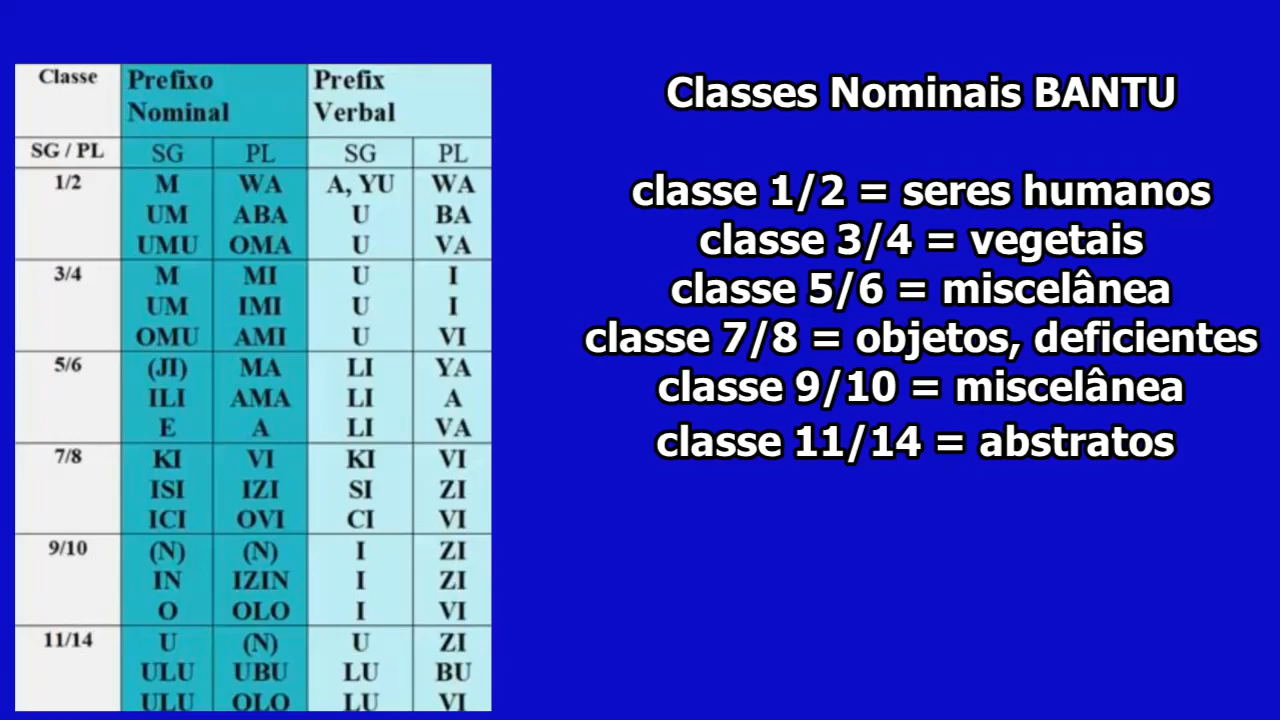 Classe Prefixo Nominal Prefix Verbal
SG / PL SG PL SG PL
1/2 M WA A, YU WA
UM ABA U BA
UMU OMA U VA
3/4 M MI U I
UM IMI U I
OMU AMI U VI
5/6 (JI) MA LI YA
ILI AMA LI A
E A LI VA
7/8 KI VI KI VI
ISI IZI SI ZI
ICI OVI CI VI
9/10 (N) (N) I ZI
IN IZIN I ZI
O OLO I VI
11/14 U (N) U ZI
ULU UBU LU BU
ULU OLO LU VI
Classes Nominais BANTU
classe 1/2 = seres humanos
classe 3/4 = vegetais
classe 5/6 = miscelânea
classe 7/8 = objetos, deficientes
classe 9/10 = miscelânea
classe 11/14 = abstratos